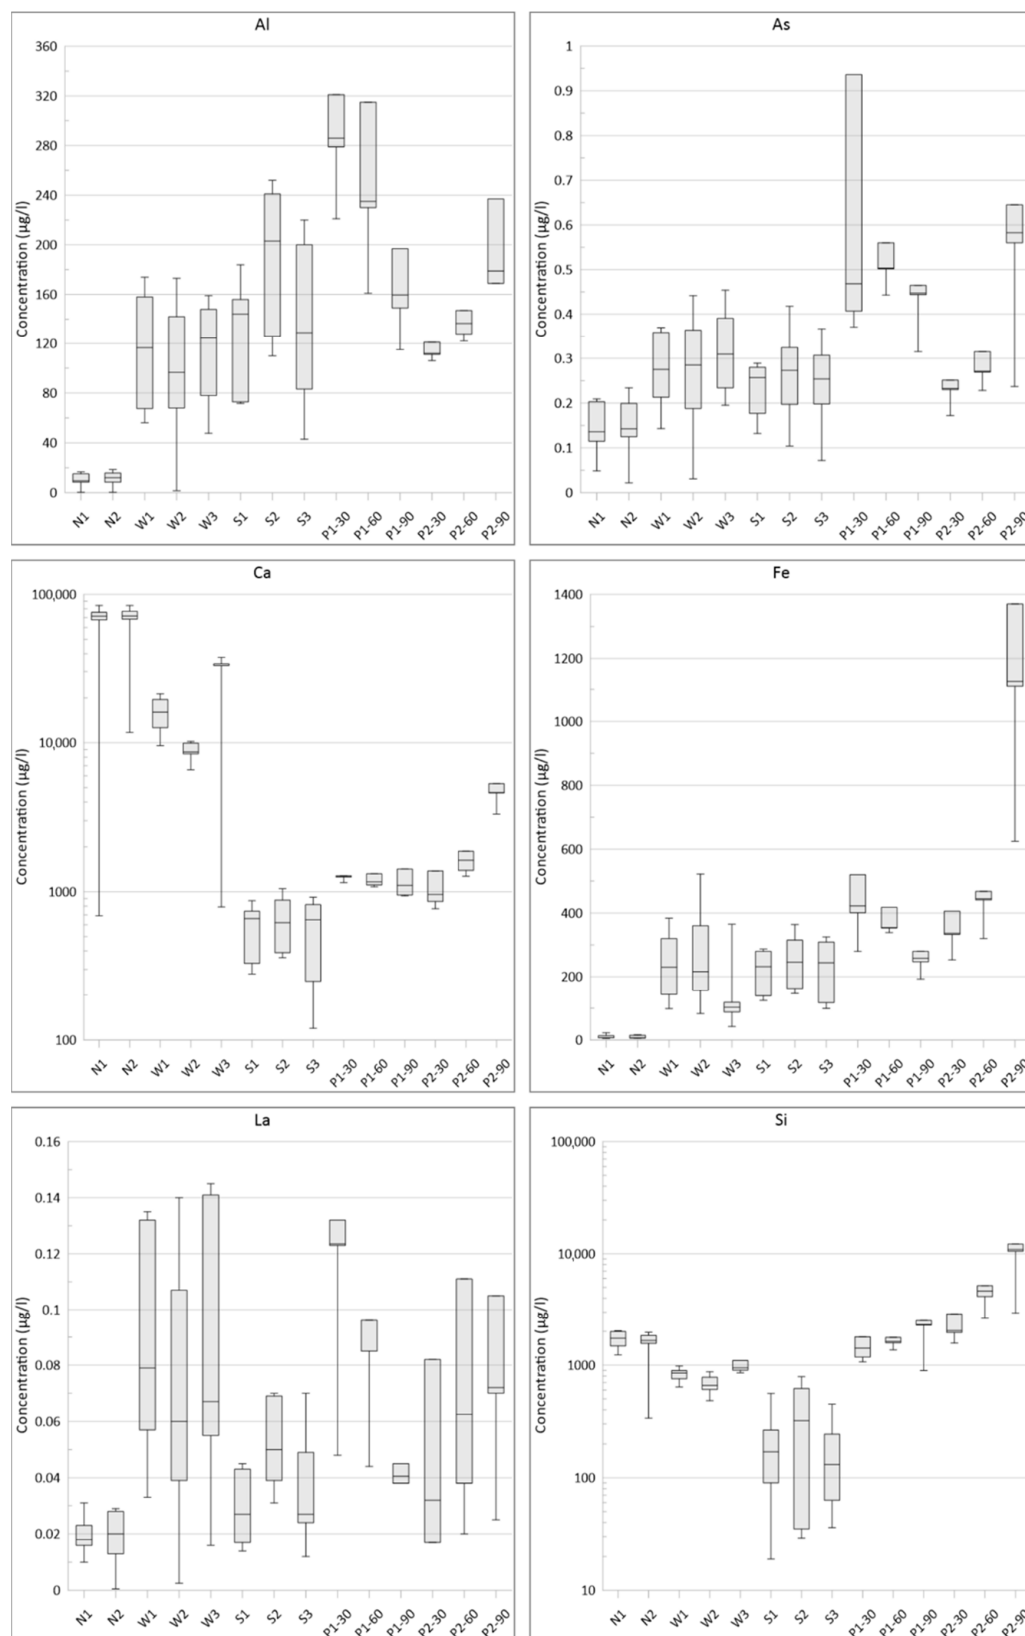 Al
Concentration (µg/l)
360
320
280
240
200
160
120
80
40
0
N1 N2 W1 W2 W3 S1 S2 S3 P1-30 P1-60 P1-90 P2-30 P2-60 P2-90
As
Concentration (µg/l)
1
0.9
0.8
0.7
0.6
0.5
0.4
0.3
0.2
0.1
0
N1 N2 W1 W2 W3 S1 S2 S3 P1-30 P1-60 P1-90 P2-30 P2-60 P2-90
Ca
Concentration (µg/l)
100,000
10,000
1000
100
N1 N2 W1 W2 W3 S1 S2 S3 P1-30 P1-60 P1-90 P2-30 P2-60 P2-90
Fe
Concentration (µg/l)
1400
1200
1000
800
600
400
200
0
N1 N2 W1 W2 W3 S1 S2 S3 P1-30 P1-60 P1-90 P2-30 P2-60 P2-90
La
Concentration (µg/l)
0.16
0.14
0.12
0.1
0.08
0.06
0.04
0.02
0
N1 N2 W1 W2 W3 S1 S2 S3 P1-30 P1-60 P1-90 P2-30 P2-60 P2-90
Si
Concentration (µg/l)
100,000
10,000
1000
100
10
N1 N2 W1 W2 W3 S1 S2 S3 P1-30 P1-60 P1-90 P2-30 P2-60 P2-90